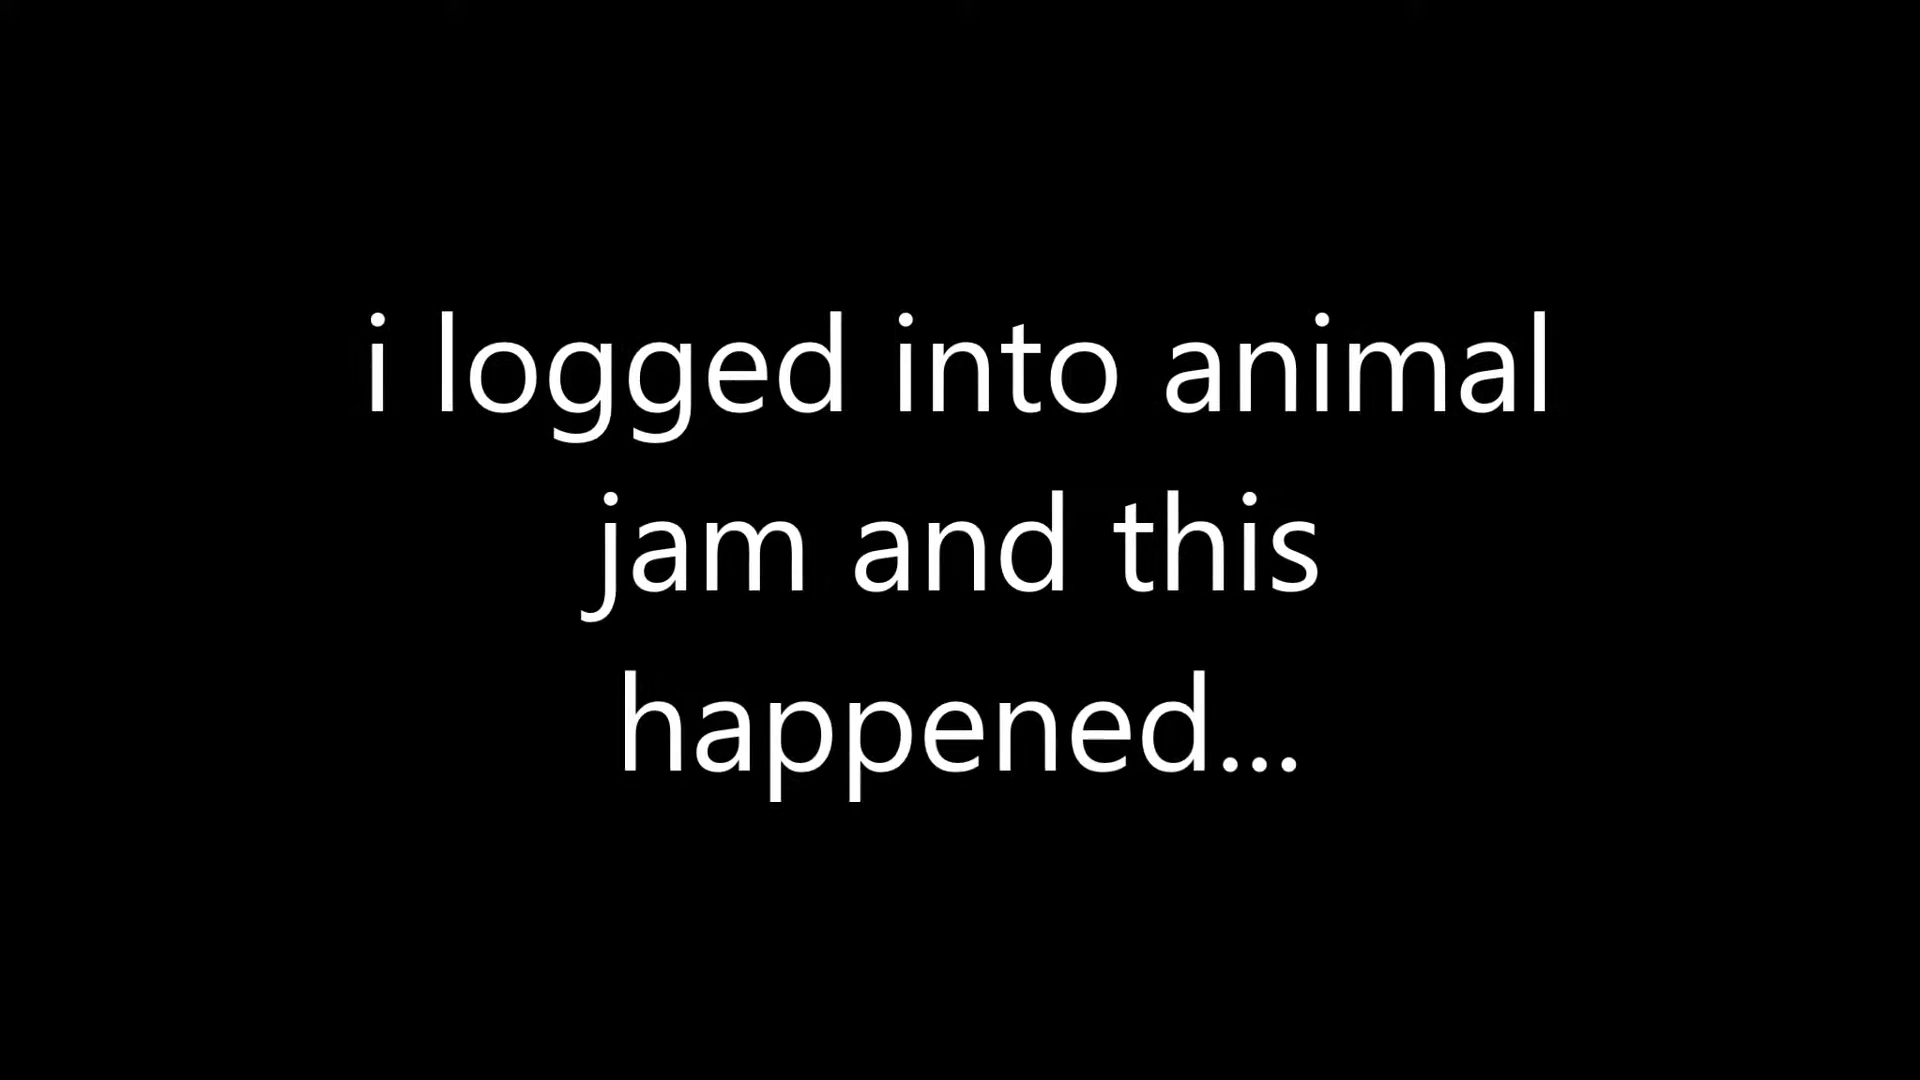 i logged into animal
jam and this
happened...